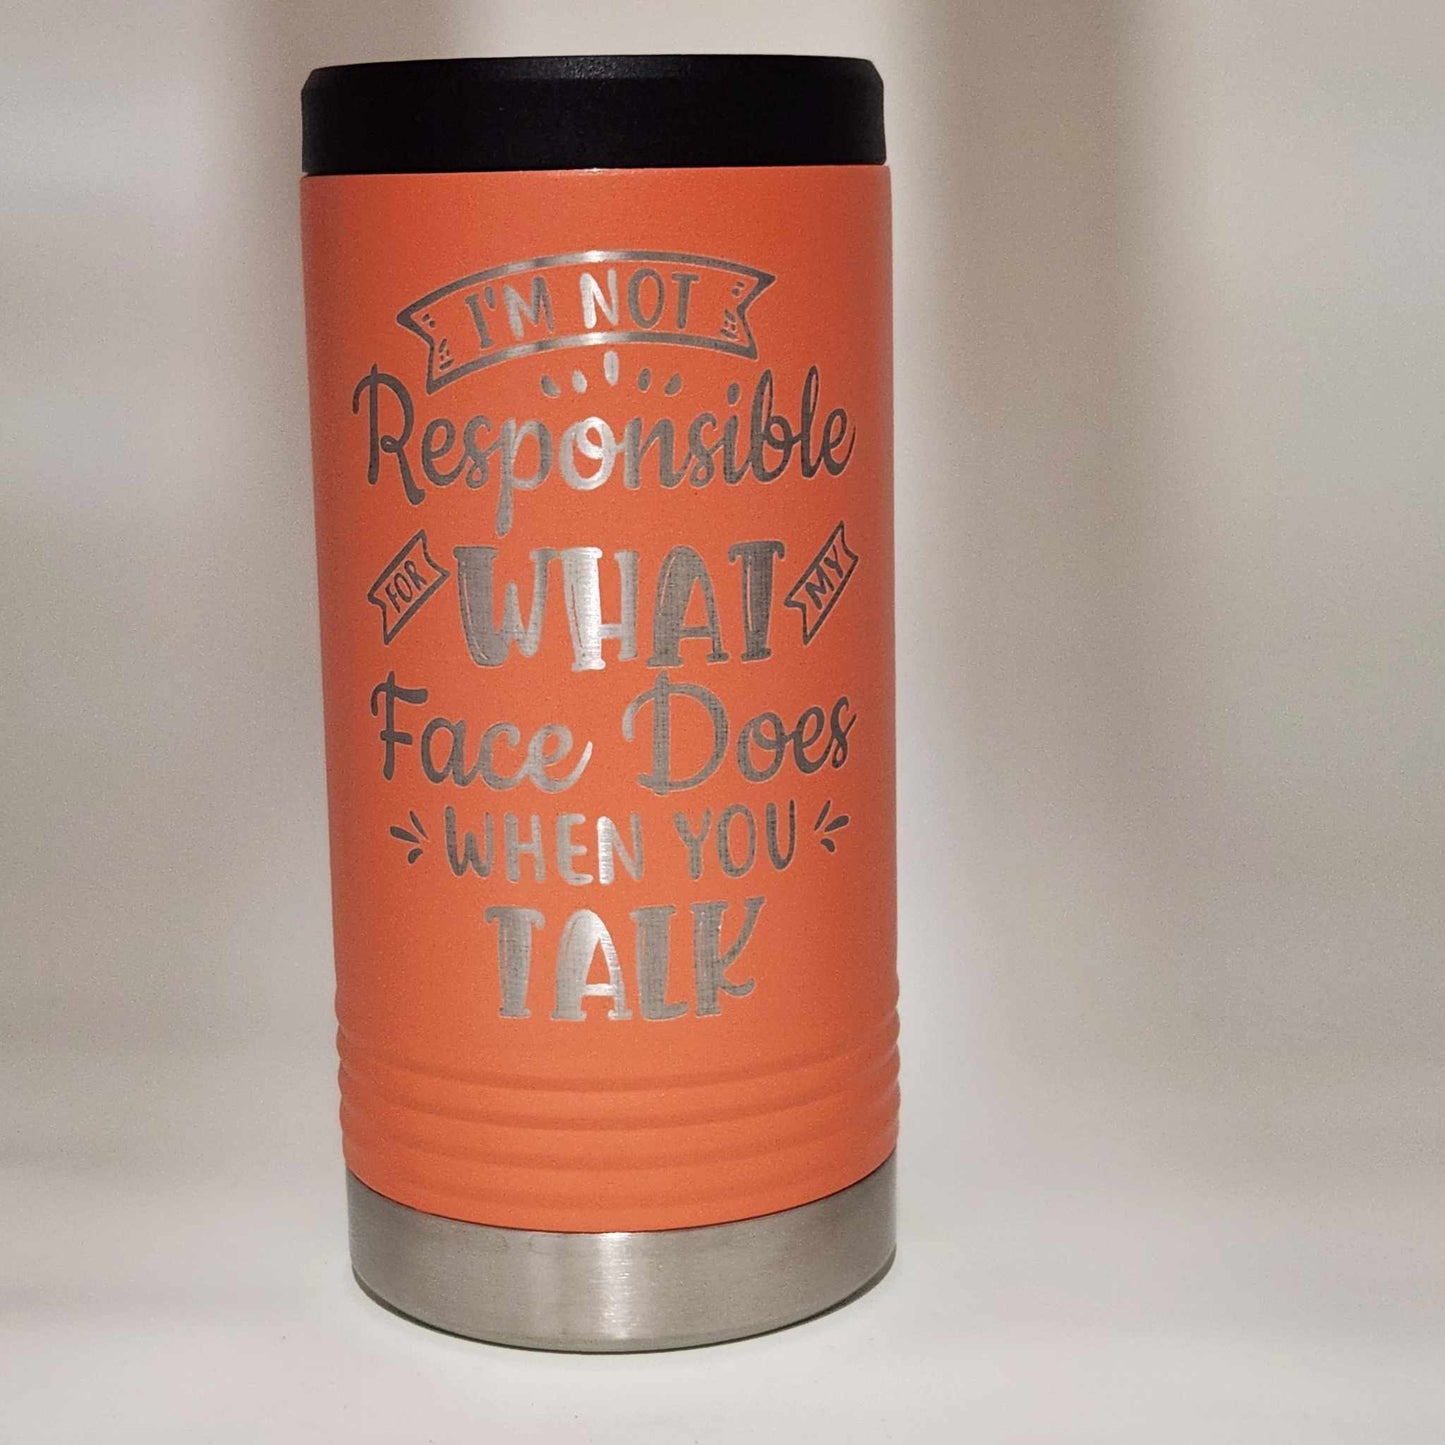 I'M NOT
Responsible
FOR WHAT MY
Face Does
WHEN YOU
TALK